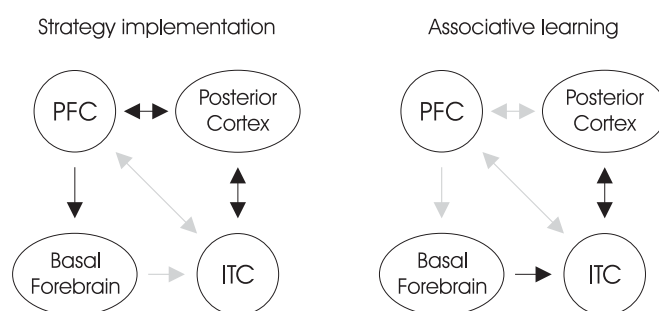 Strategy implementation
Associative learning
PFC
Posterior
Cortex
PFC
Posterior
Cortex
Basal
Forebrain
ITC
Basal
Forebrain
ITC